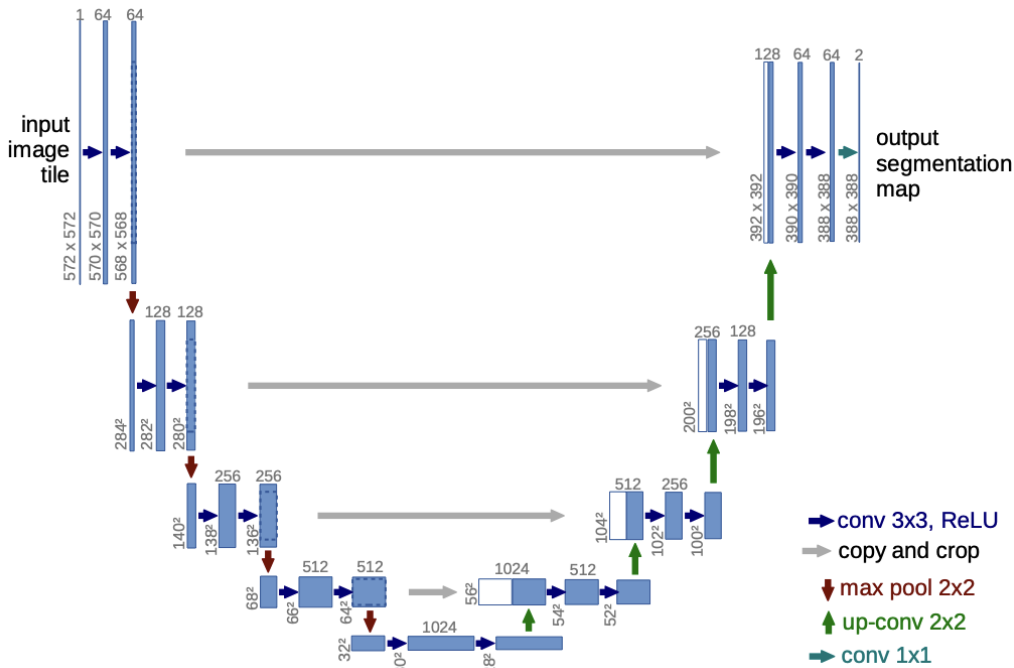 1 64 64
128 64 64 2
input
image
tile
output
segmentation
map
572 x 572
570 x 570
568 x 568
392 x 392
390 x 390
388 x 388
388 x 388
128 128
256 128
284²
282²
280²
200²
198²
196²
256 256
512 256
140²
138²
136²
104²
102²
100²
512 512
1024 512
68²
66²
64²
56²
54²
52²
1024
32²
conv 3x3, ReLU
copy and crop
max pool 2x2
up-conv 2x2
conv 1x1